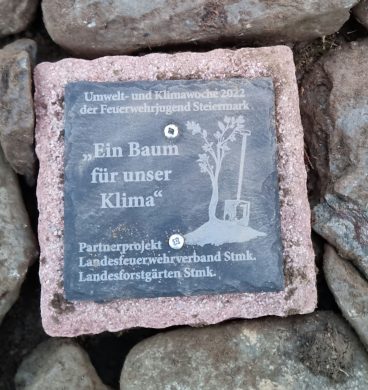 Umwelt- und Klimawoche 2022
der Feuerwehrjugend Steiermark
„Ein Baum
für unser
Klima“
Partnerprojekt
Landesfeuerwehrverband Stmk.
Landesforstgärten Stmk.